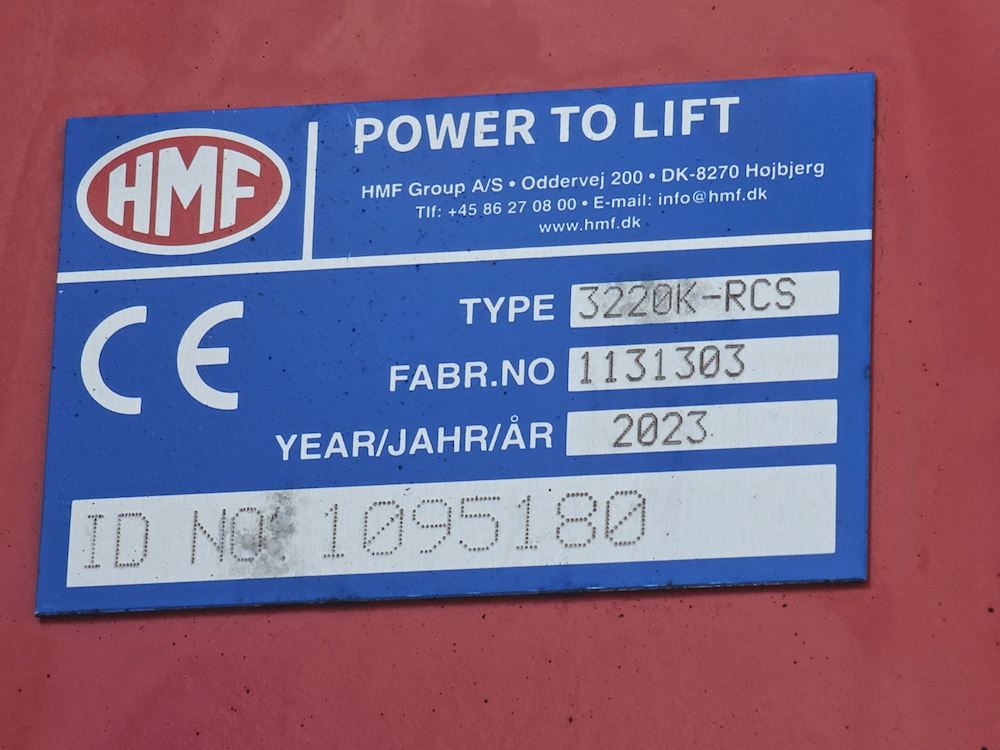 HMF
POWER TO LIFT
HMF Group A/S • Oddervej 200 • DK-8270 Højbjerg
Tlf: +45 86 27 08 00 • E-mail: info@hmf.dk
www.hmf.dk
CE
TYPE 3220K-RCS
FABR.NO 1131303
YEAR/JAHR/ÅR 2023
ID NO: 1095180